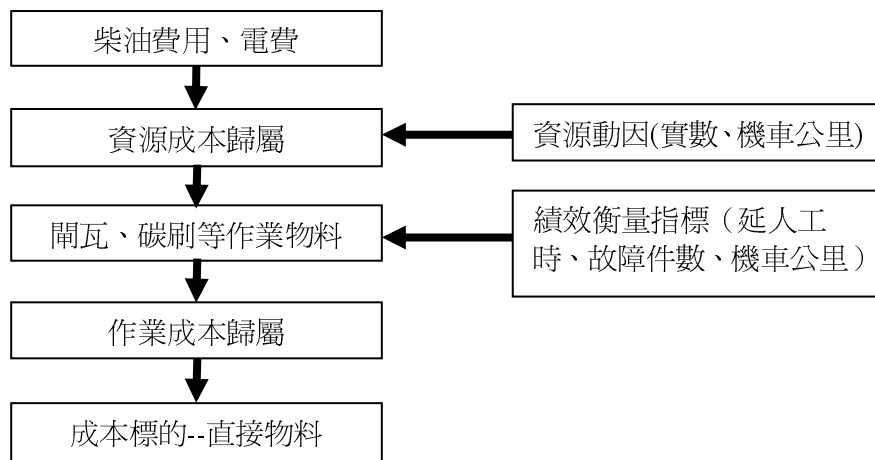 柴油費用、電費
資源成本歸屬
資源動因(實數、機車公里)
閘瓦、碳刷等作業物料
績效衡量指標（延人工
時、故障件數、機車公里）
作業成本歸屬
成本標的--直接物料